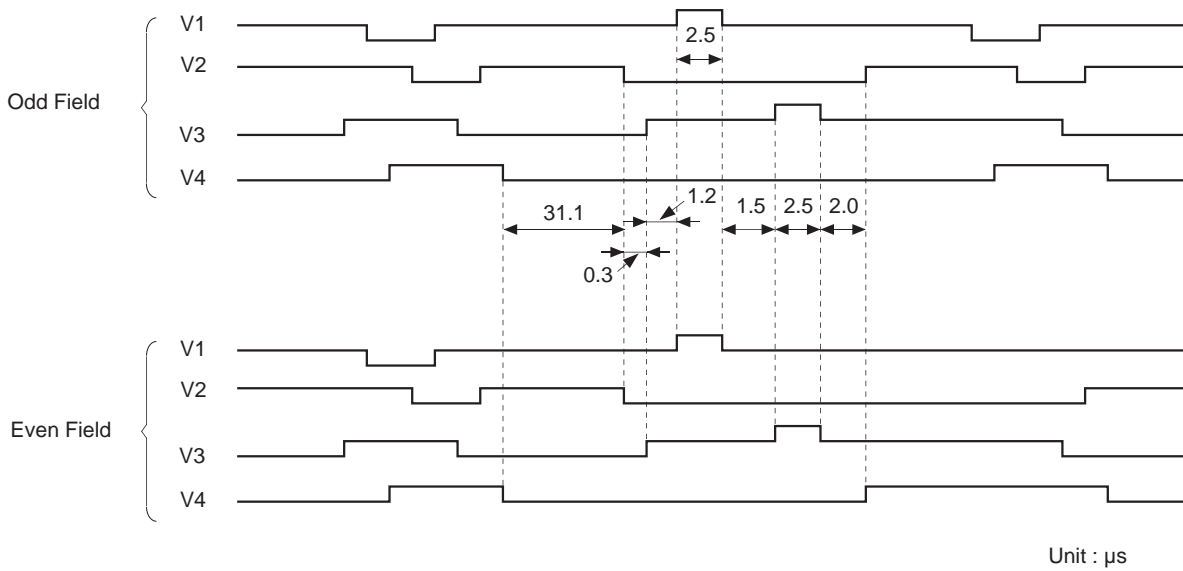 Odd Field
V1
V2
V3
V4
2.5
1.2
31.1
1.5
2.5
2.0
0.3
Even Field
V1
V2
V3
V4
Unit : µs